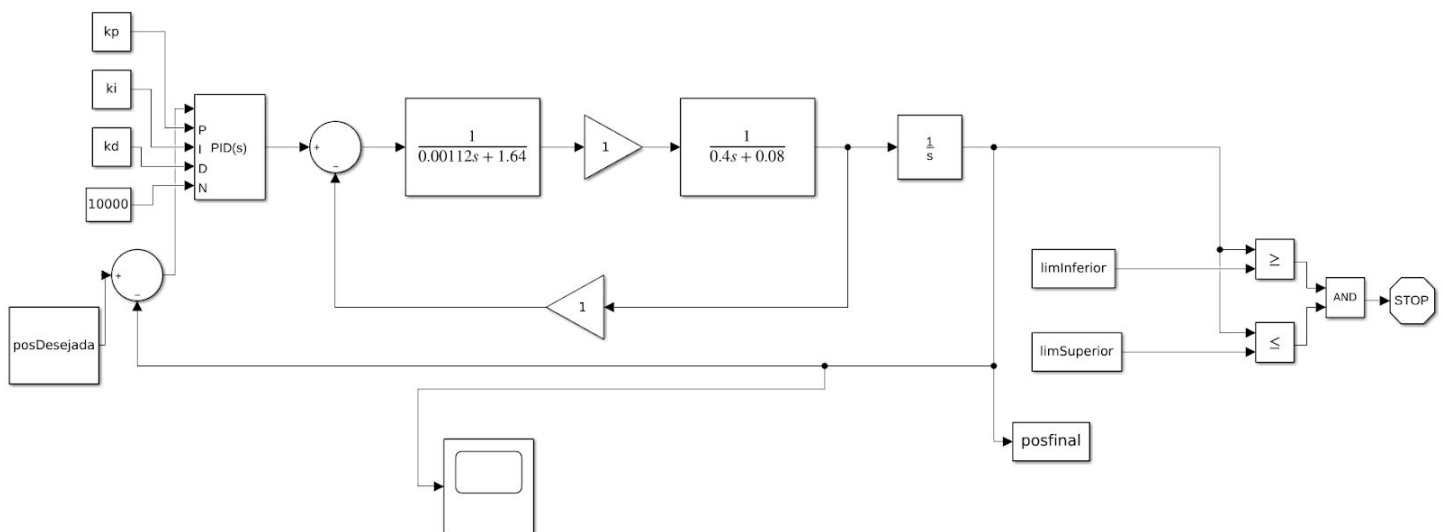 kp
ki
kd
10000
P
I
D
N
PID(s)
+
−
1
0.00112s + 1.64
1
1
0.4s + 0.08
1
s
1
posDesejada
+
−
limInferior
limSuperior
≥
≤
AND
STOP
posfinal